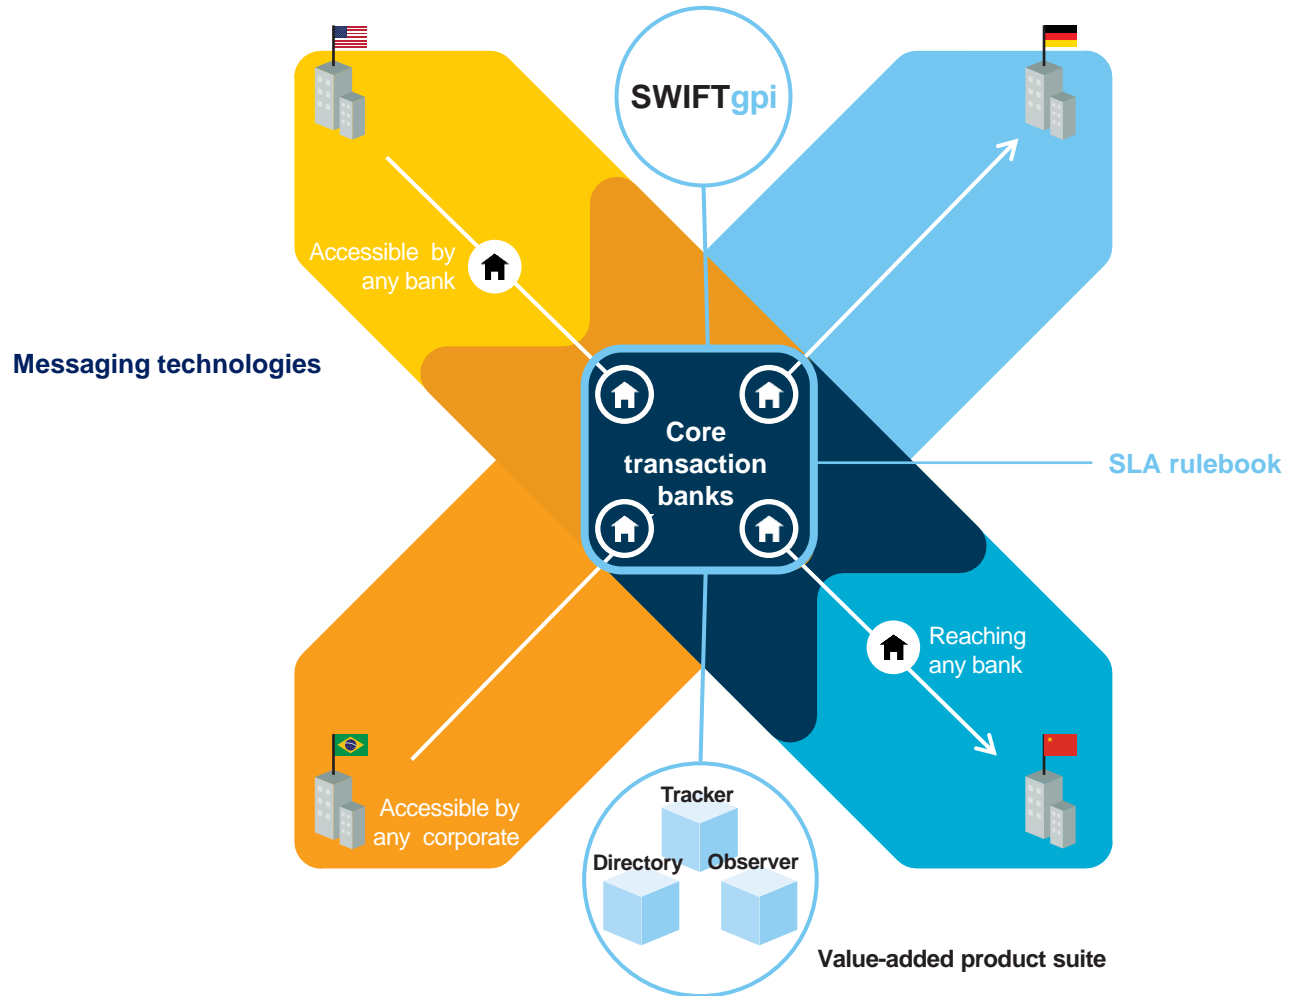 SWIFTgpi
Accessible by
any bank
Messaging technologies
Core
transaction
banks
SLA rulebook
Reaching
any bank
Accessible by
any corporate
Tracker
Directory
Observer
Value-added product suite